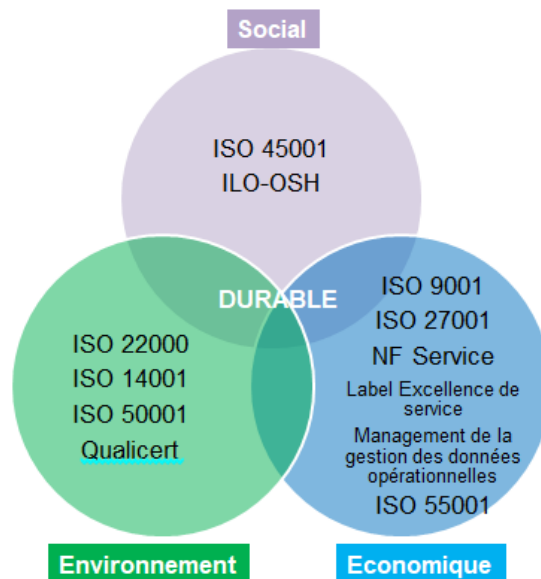 Social
ISO 45001
ILO-OSH
DURABLE
ISO 22000
ISO 14001
ISO 50001
Qualicert
ISO 9001
ISO 27001
NF Service
Label Excellence de
service
Management de la
gestion des données
opérationnelles
ISO 55001
Environnement
Economique